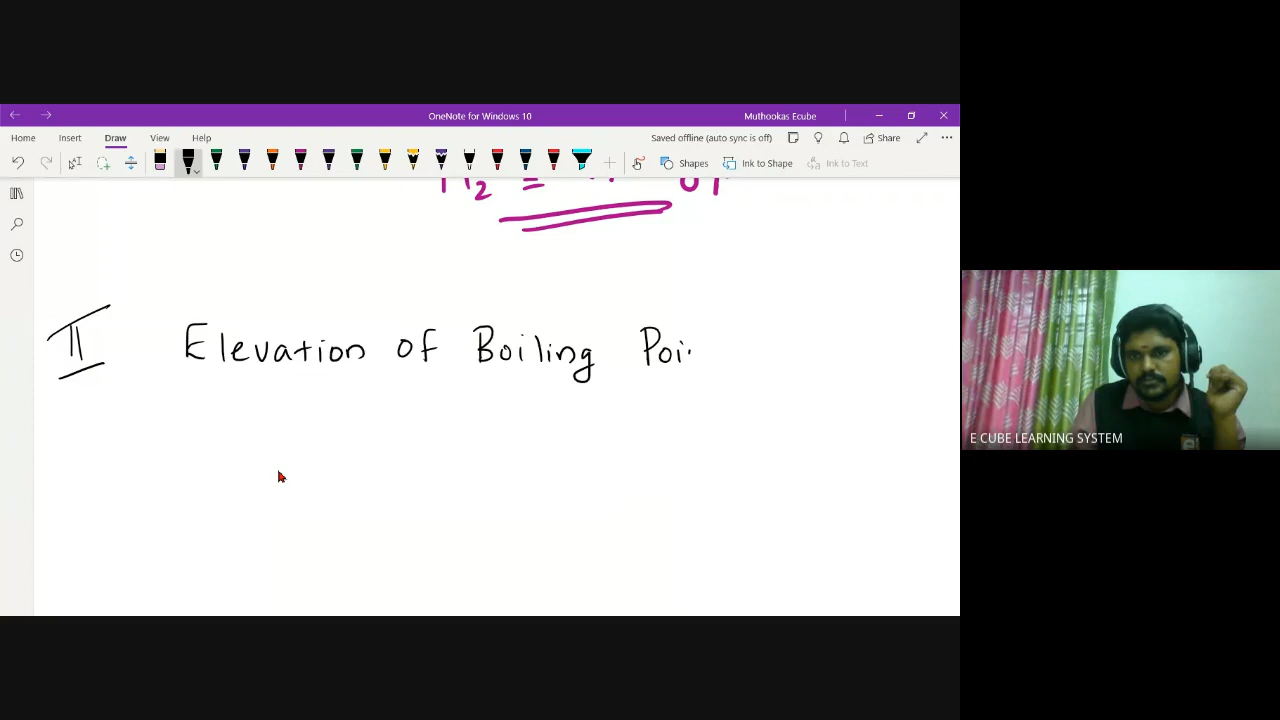 OneNote for Windows 10
Muthookas Ecube
Home Insert Draw View Help
Saved offline (auto sync is off)
Share
Shapes Ink to Shape Ink to Text
II Elevation of Boiling Poi
E CUBE LEARNING SYSTEM